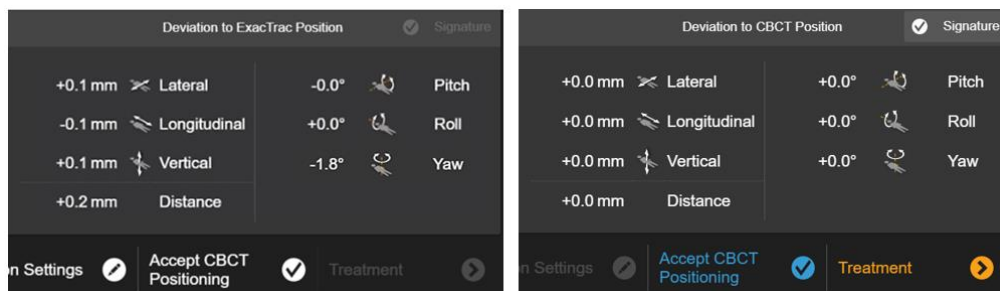 Deviation to ExacTrac Position Signature
+0.1 mm Lateral -0.0° Pitch
-0.1 mm Longitudinal +0.0° Roll
+0.1 mm Vertical -1.8° Yaw
+0.2 mm Distance
on Settings Accept CBCT Positioning Treatment
Deviation to CBCT Position Signature
+0.0 mm Lateral +0.0° Pitch
+0.0 mm Longitudinal +0.0° Roll
+0.0 mm Vertical +0.0° Yaw
+0.0 mm Distance
n Settings Accept CBCT Positioning Treatment